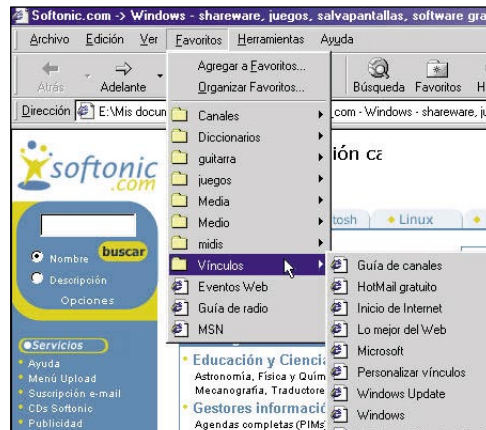 Softonic.com -> Windows - shareware, juegos, salvapantallas, software gra
Archivo Edición Ver Favoritos Herramientas Ayuda
Atrás Adelante Búsqueda Favoritos H
Agregar a Favoritos...
Organizar Favoritos...
Dirección E:\Mis docum .com - Windows - shareware, ju
Canales
Diccionarios
guitarra
juegos
Media
Medio
midis
Vínculos
Eventos Web
Guía de radio
MSN
Guía de canales
HotMail gratuito
Inicio de Internet
Lo mejor del Web
Microsoft
Personalizar vínculos
Windows Update
Windows
softonic
.com
ión ca
tosh Linux
Nombre buscar
Descripción
Opciones
Servicios
Ayuda
Menú Upload
Suscripción e-mail
CDs Softonic
Publicidad
Educación y Ciencia
Astronomía, Física y Quím
Mecanografía, Traductore
Gestores informació
Agendas completas (PIMs)